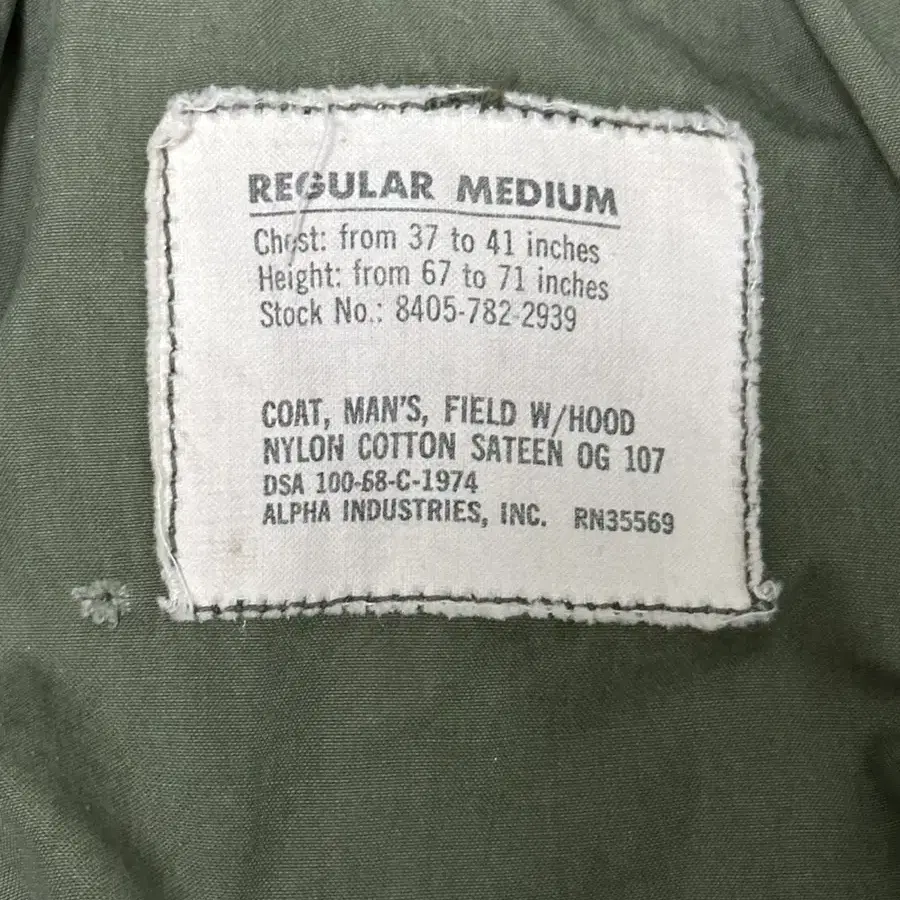 REGULAR MEDIUM
Chest: from 37 to 41 inches
Height: from 67 to 71 inches
Stock No.: 8405-782-2939
COAT, MAN'S, FIELD W/HOOD
NYLON COTTON SATEEN OG 107
DSA 100-68-C-1974
ALPHA INDUSTRIES, INC. RN35569